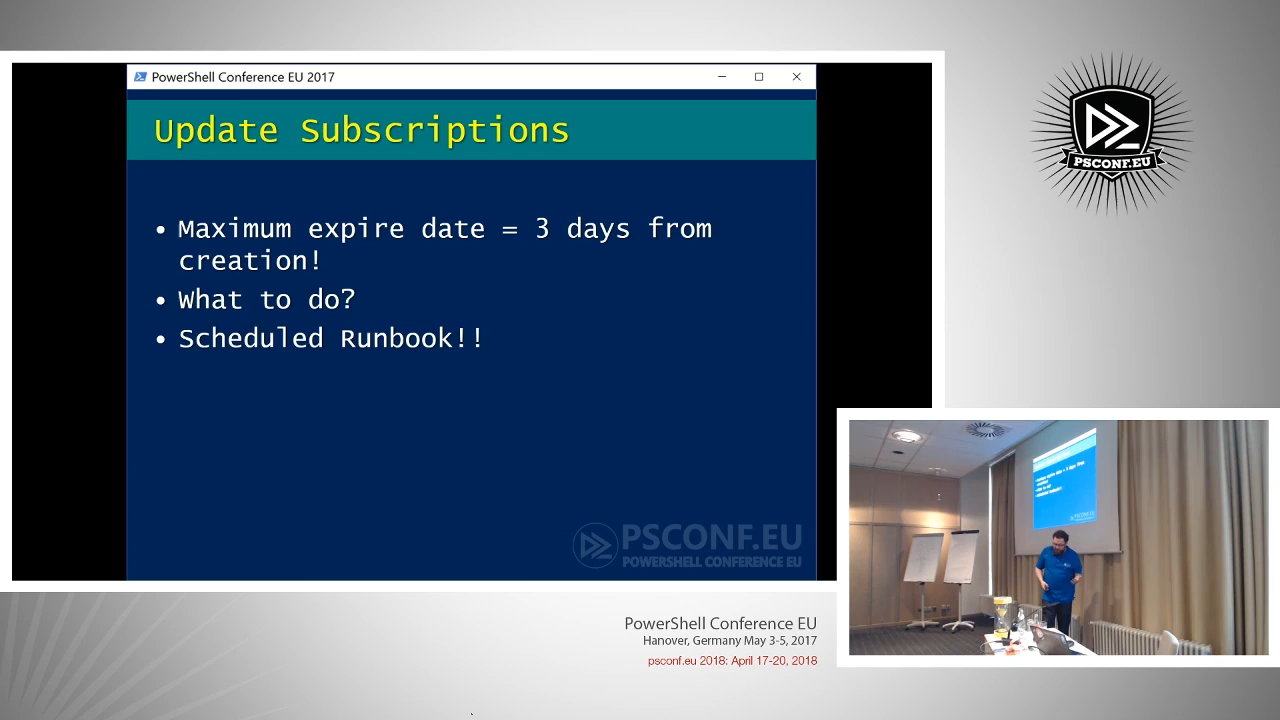 PowerShell Conference EU 2017
Update Subscriptions
• Maximum expire date = 3 days from
creation!
• What to do?
• Scheduled Runbook!!
PSCONF.EU
POWERSHELL CONFERENCE EU
PSCONF.EU
PowerShell Conference EU
Hanover, Germany May 3-5, 2017
psconf.eu 2018: April 17-20, 2018